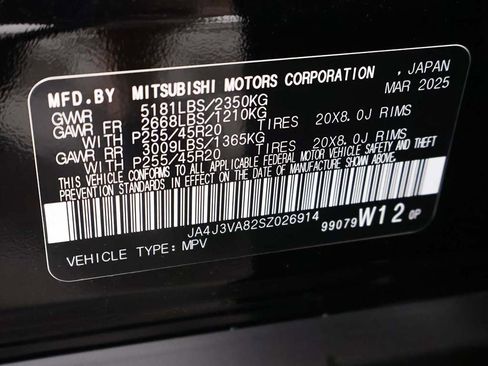 MFD.BY MITSUBISHI MOTORS CORPORATION , JAPAN
MAR 2025
GVWR 5181LBS/2350KG
GAWR FR 2668LBS/1210KG
WITH P255/45R20 TIRES 20X8.0J RIMS
GAWR RR 3009LBS/1365KG
WITH P255/45R20 TIRES 20X8.0J RIMS
THIS VEHICLE CONFORMS TO ALL APPLICABLE FEDERAL MOTOR VEHICLE SAFETY AND THEFT
PREVENTION STANDARDS IN EFFECT ON THE DATE OF MANUFACTURE SHOWN ABOVE.
JA4J3VA82SZ026914
VEHICLE TYPE: MPV 99079 W12 0P